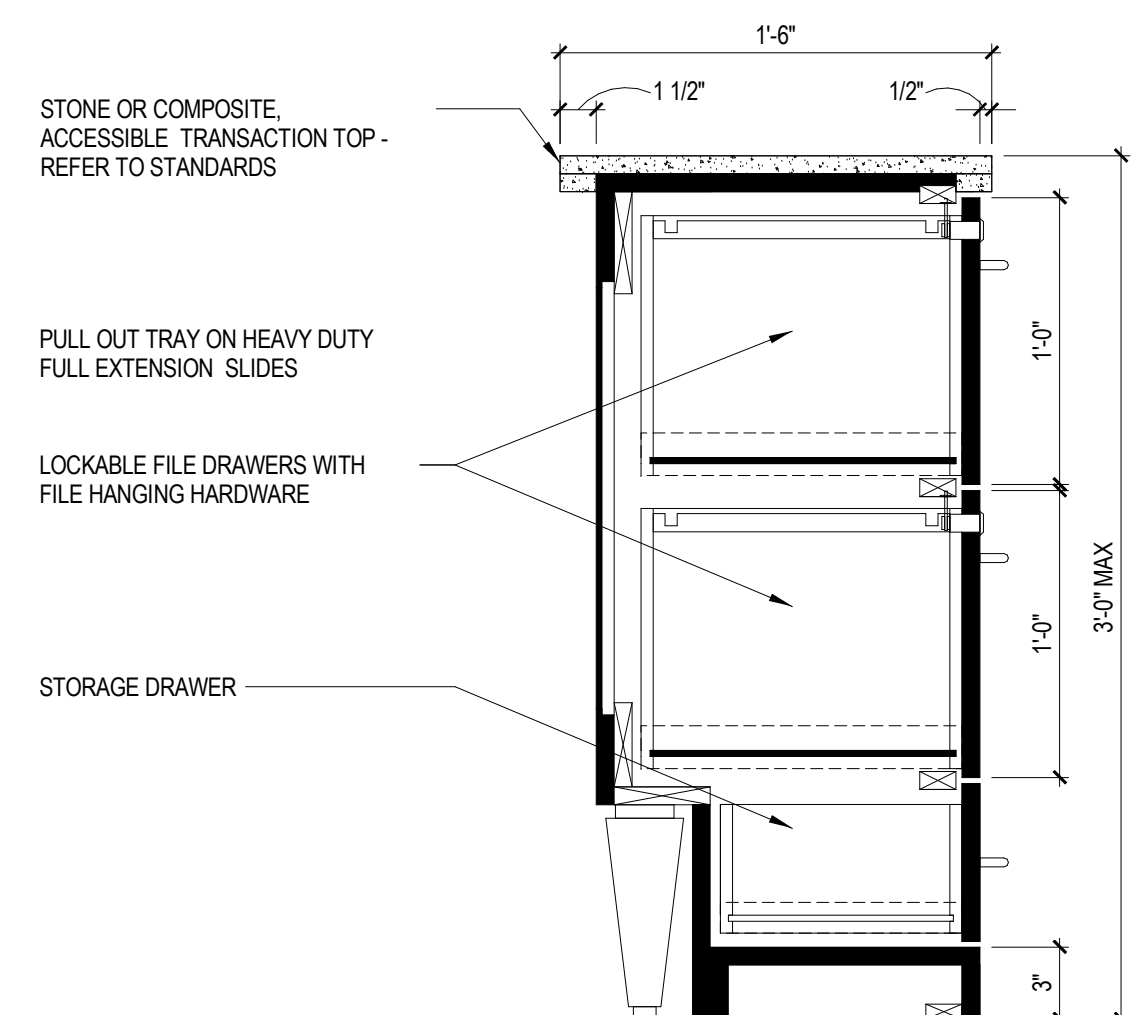 1'-6"
1 1/2"
1/2"
STONE OR COMPOSITE,
ACCESSIBLE TRANSACTION TOP -
REFER TO STANDARDS
PULL OUT TRAY ON HEAVY DUTY
FULL EXTENSION SLIDES
1'-0"
LOCKABLE FILE DRAWERS WITH
FILE HANGING HARDWARE
3'-0" MAX
1'-0"
STORAGE DRAWER
3"